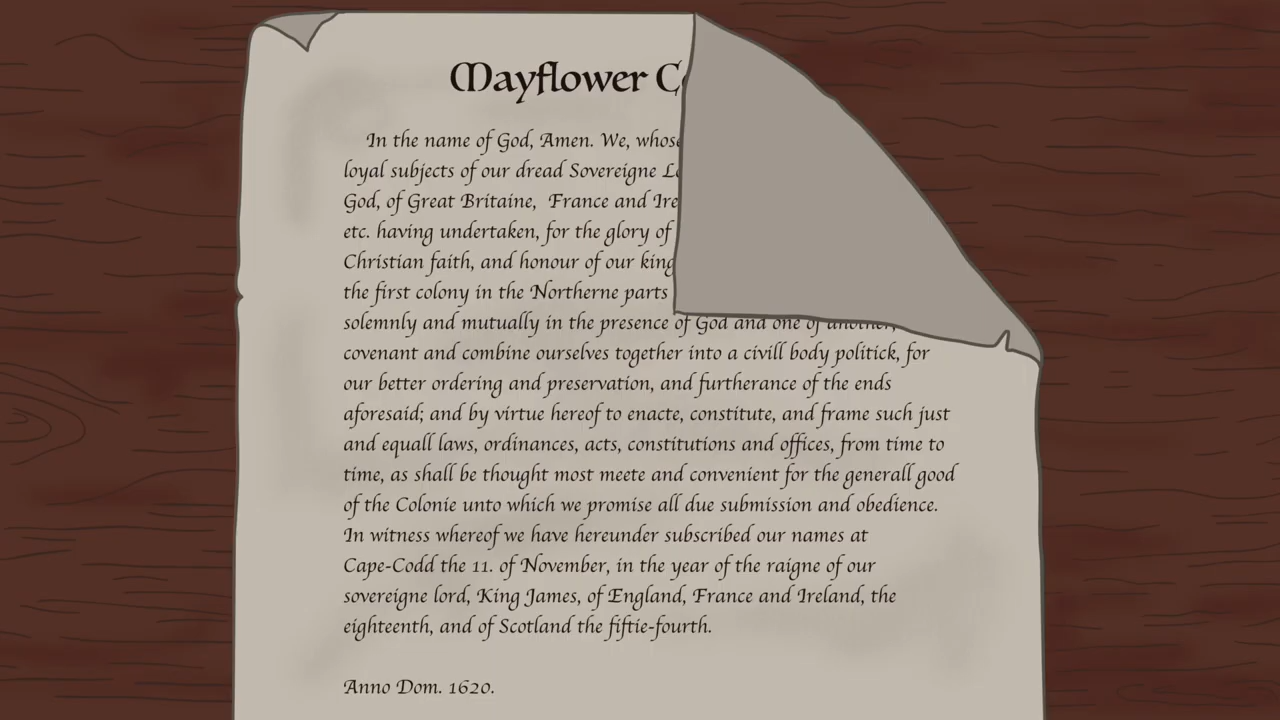 Mayflower
In the name of God, Amen. We, whose
loyal subjects of our dread Sovereigne
God, of Great Britaine, France and
etc. having undertaken, for the glory of
Christian faith, and honour of our
the first colony in the Northerne parts
solemnly and mutually in the presence of God and one of another,
covenant and combine ourselves together into a civill body politick, for
our better ordering and preservation, and furtherance of the ends
aforesaid; and by virtue hereof to enacte, constitute, and frame such just
and equall laws, ordinances, acts, constitutions and offices, from time to
time, as shall be thought most meete and convenient for the generall good
of the Colonie unto which we promise all due submission and obedience.
In witness whereof we have hereunder subscribed our names at
Cape-Codd the 11. of November, in the year of the raigne of our
sovereigne lord, King James, of England, France and Ireland, the
eighteenth, and of Scotland the fiftie-fourth.
Anno Dom. 1620.